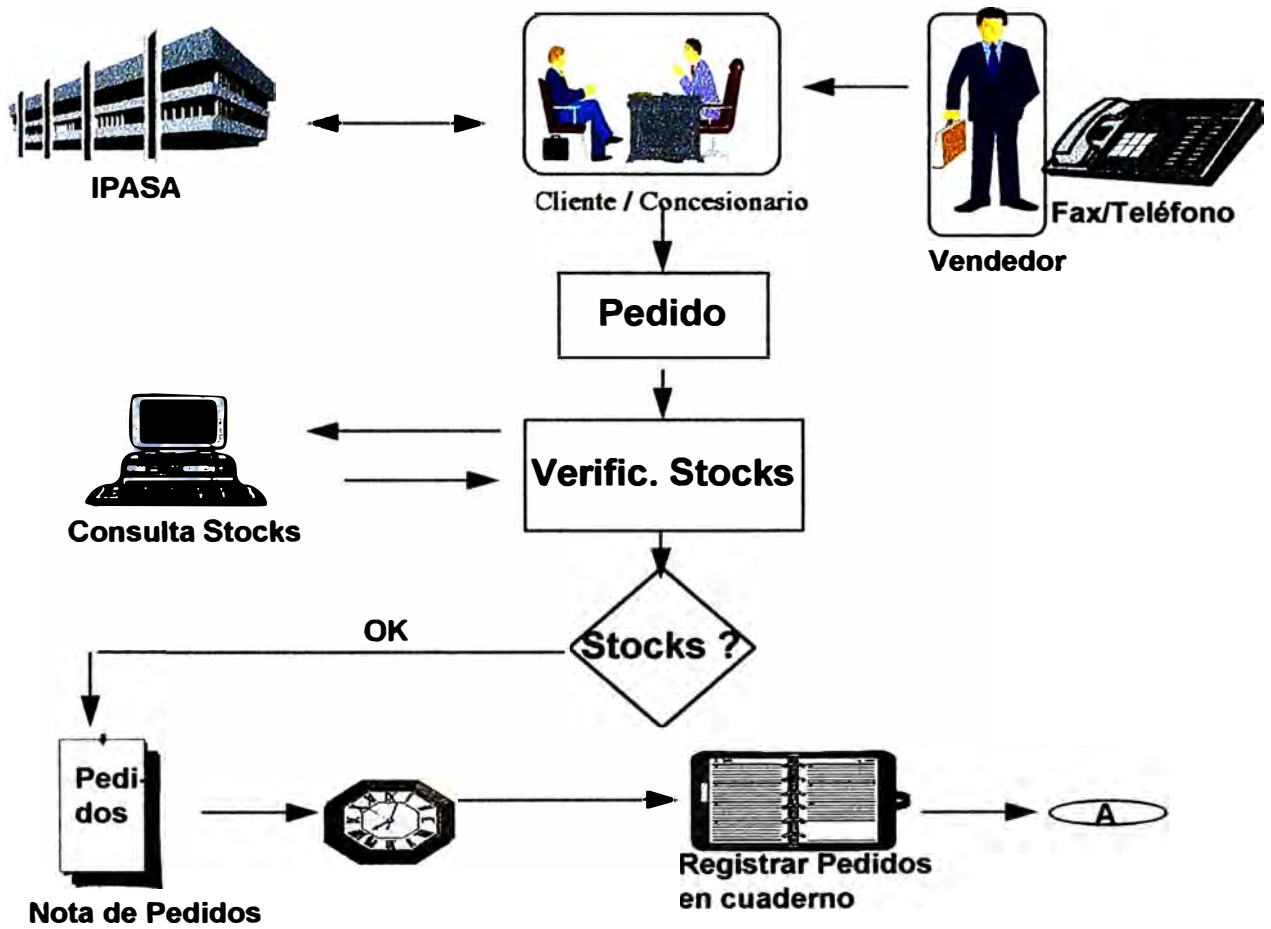 IPASA
Cliente / Concesionario
Fax/Teléfono
Vendedor
Pedido
Verific. Stocks
Consulta Stocks
OK
Stocks ?
Pedi-
dos
Nota de Pedidos
Registrar Pedidos
en cuaderno
A